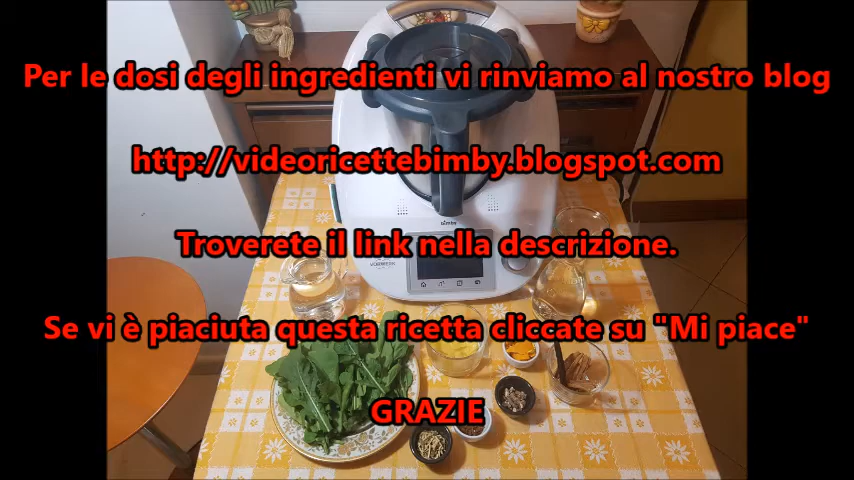 Per le dosi degli ingredienti vi rinviamo al nostro blog
http://videoricettebimby.blogspot.com
Troverete il link nella descrizione.
Se vi è piaciuta questa ricetta cliccate su "Mi piace"
GRAZIE